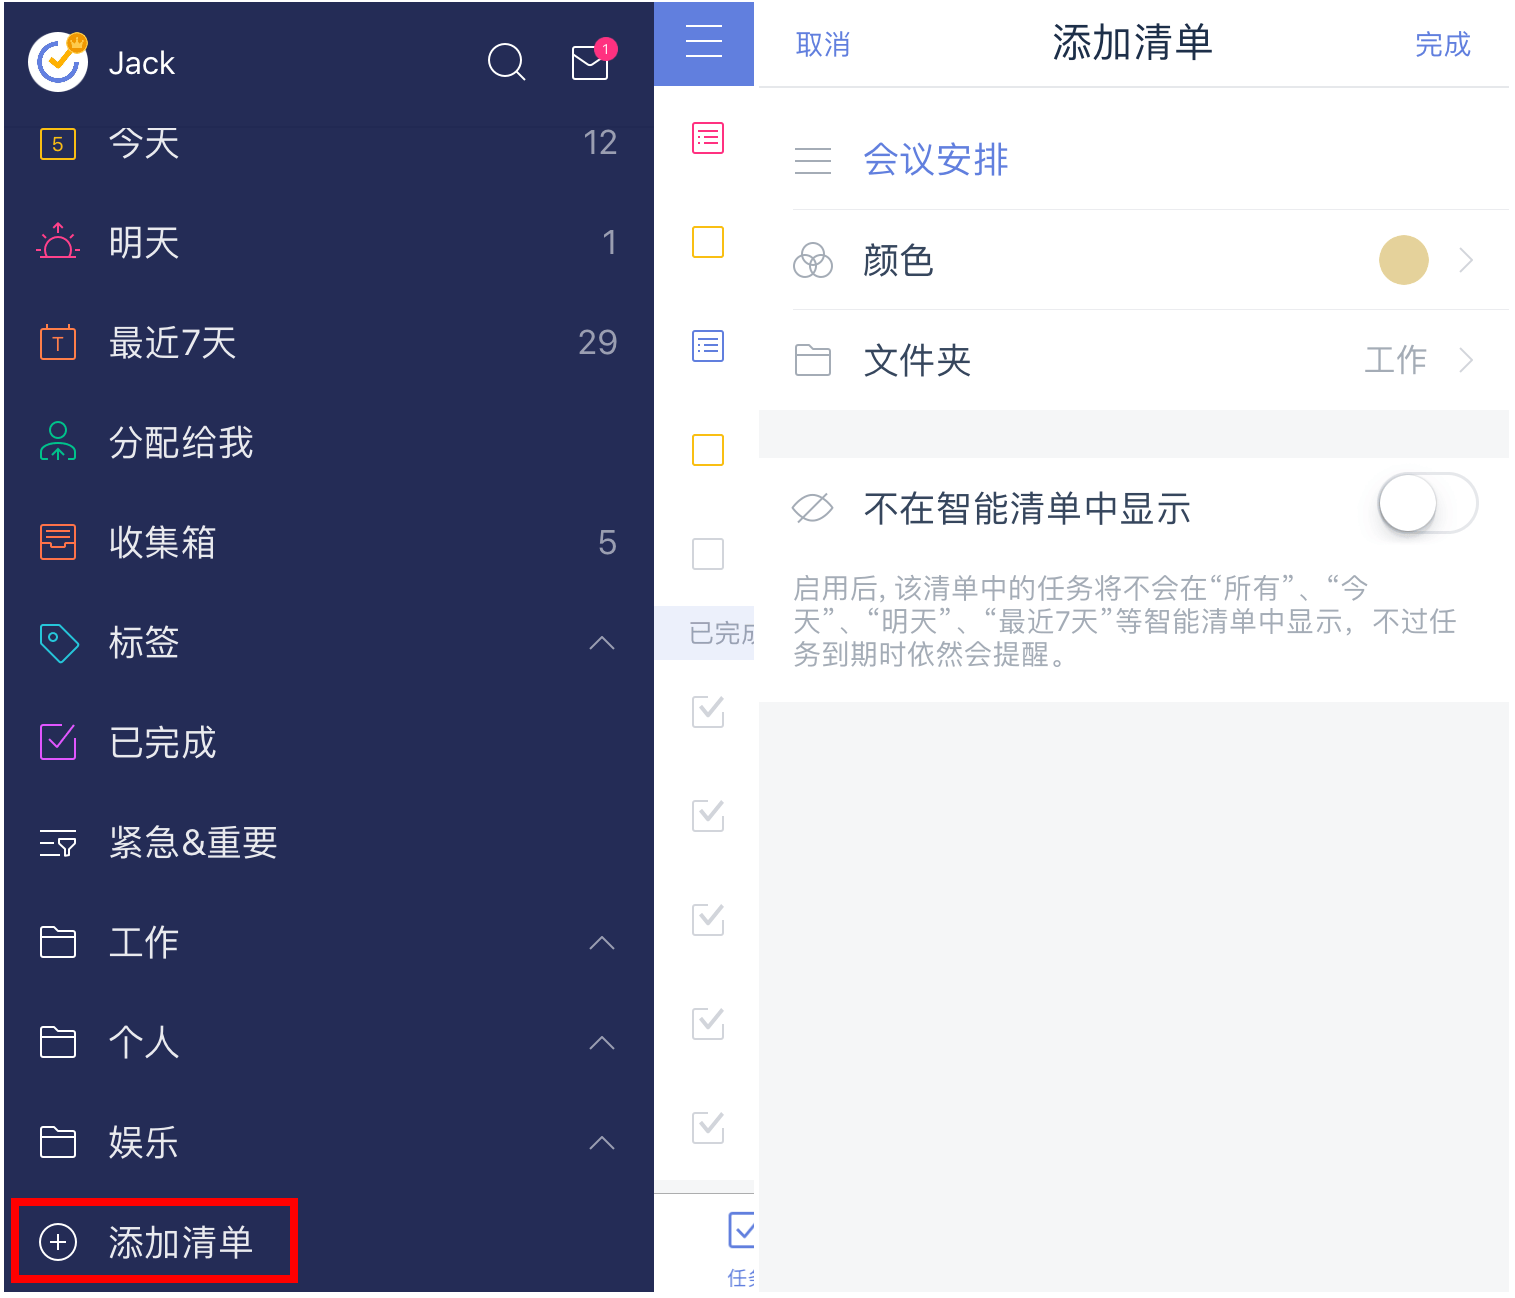 Jack
1
5
今天
12
明天
1
T
最近7天
29
分配给我
收集箱
5
标签
已完成
紧急&重要
工作
个人
娱乐
添加清单
已完成
任务
取消
添加清单
完成
会议安排
颜色
文件夹
工作
不在智能清单中显示
启用后, 该清单中的任务将不会在“所有”、“今
天”、“明天”、“最近7天”等智能清单中显示，不过任
务到期时依然会提醒。